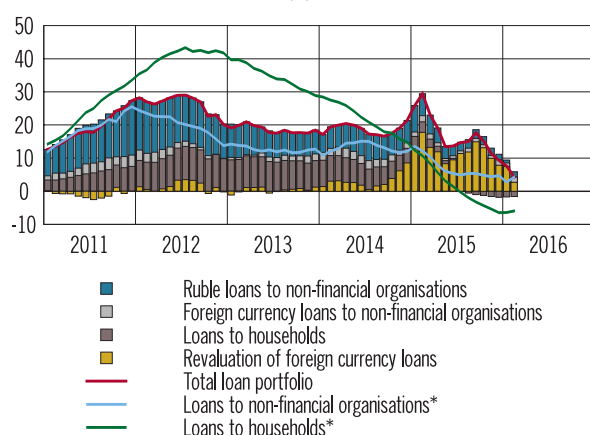 50
40
30
20
10
0
-10
2011 2012 2013 2014 2015 2016
Ruble loans to non-financial organisations
Foreign currency loans to non-financial organisations
Loans to households
Revaluation of foreign currency loans
Total loan portfolio
Loans to non-financial organisations*
Loans to households*